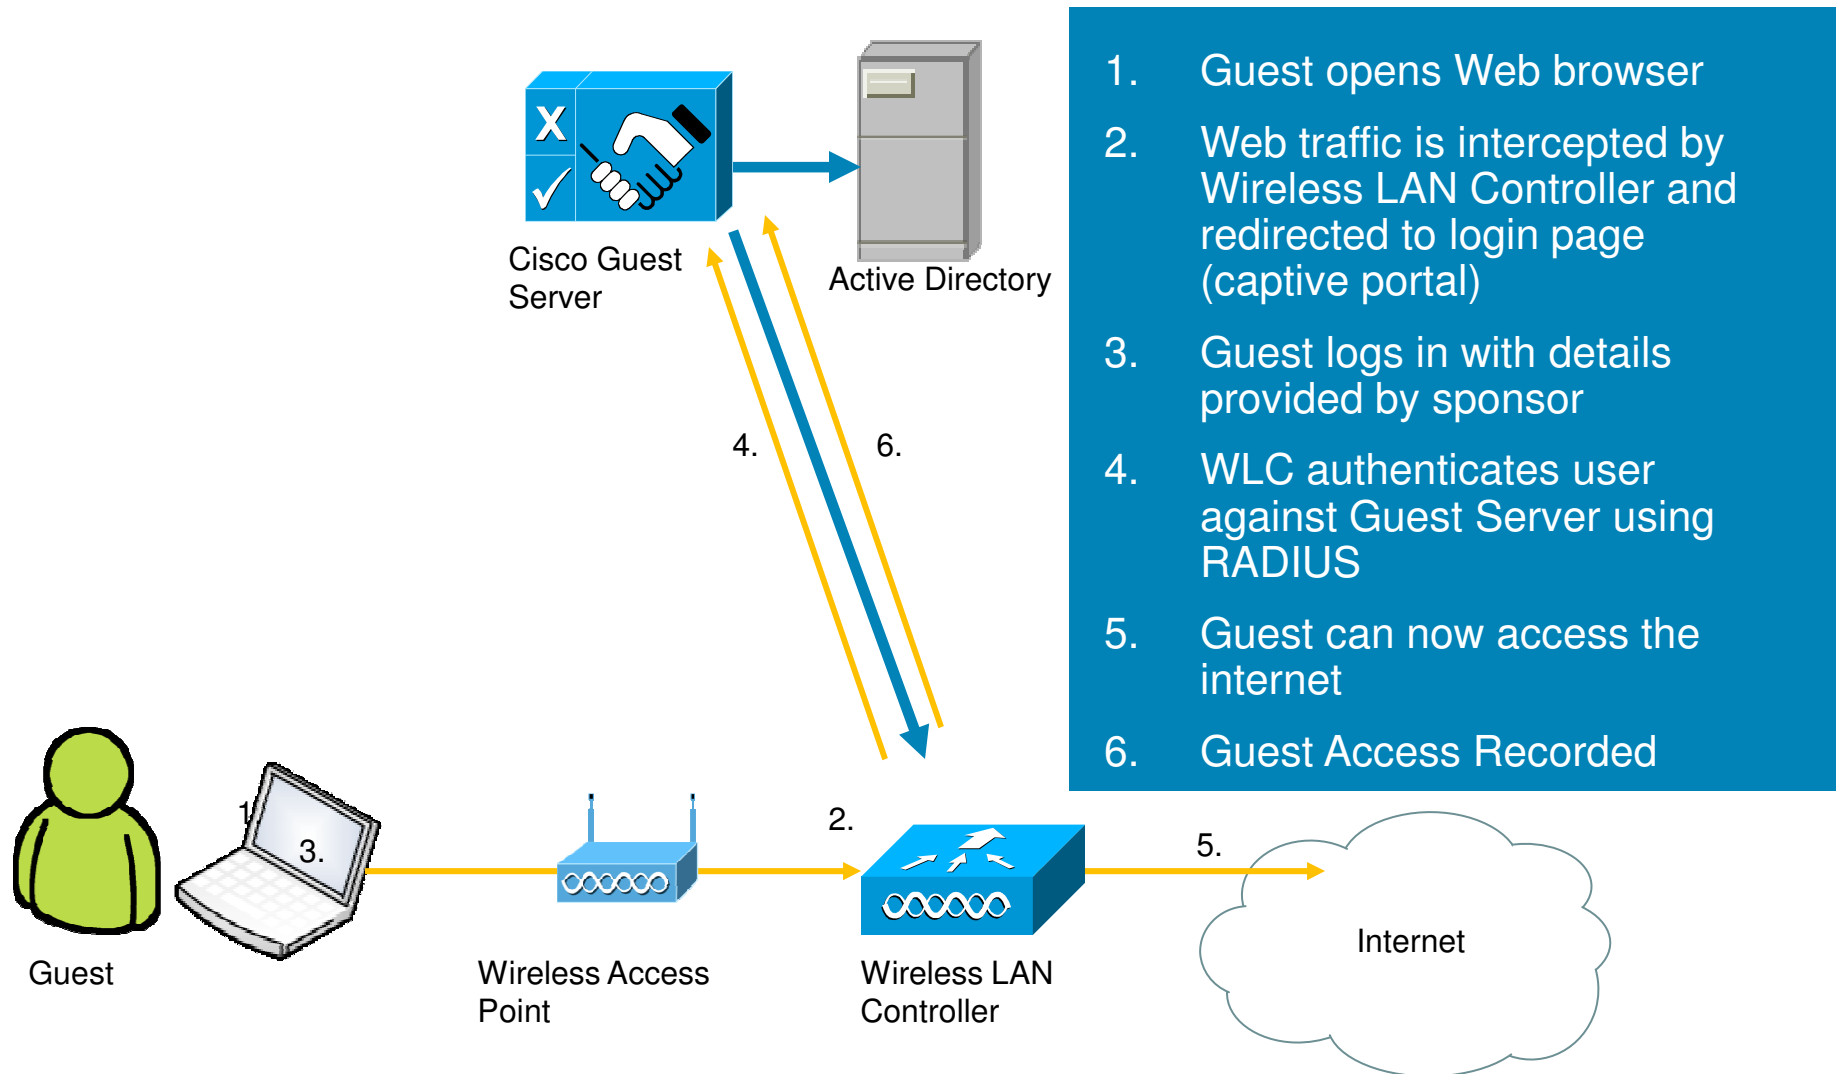 1. Guest opens Web browser
2. Web traffic is intercepted by
Wireless LAN Controller and
redirected to login page
(captive portal)
3. Guest logs in with details
provided by sponsor
4. WLC authenticates user
against Guest Server using
RADIUS
5. Guest can now access the
internet
6. Guest Access Recorded
X
Cisco Guest
Server
Active Directory
4.
6.
1
3.
2.
5.
Guest
Wireless Access
Point
Wireless LAN
Controller
Internet